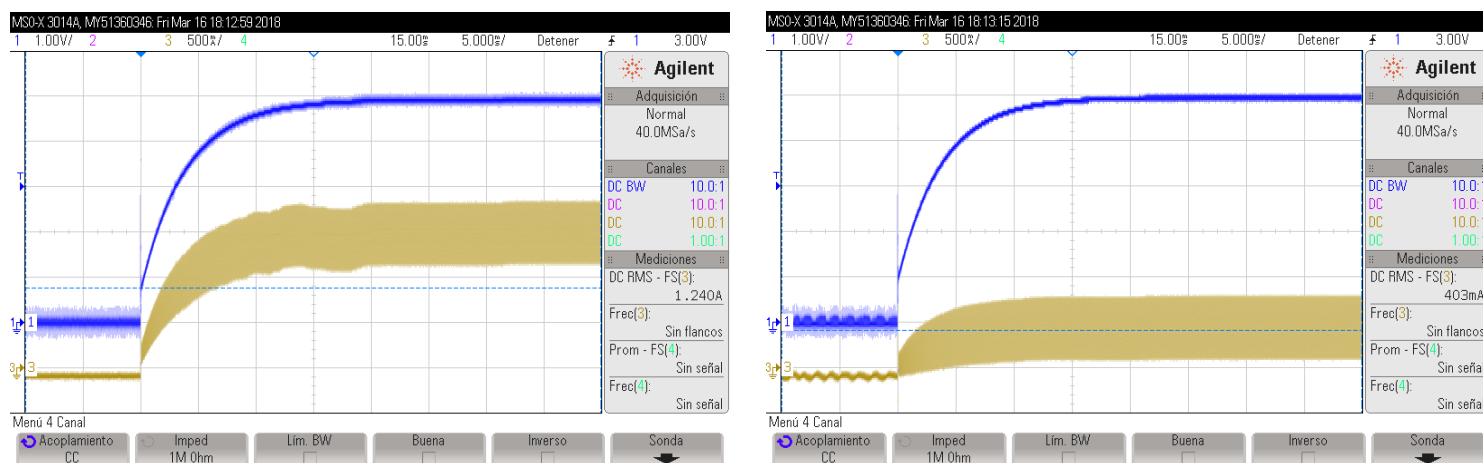 MSO-X 3014A, MY51360346: Fri Mar 16 18:12:59 2018
1 1.00V/ 2 3 500%/ 4 15.00s 5.000s/ Detener 1 3.00V
Agilent
Adquisición
Normal
40.0MSa/s
Canales
DC BW 10.0:1
DC 10.0:1
DC 10.0:1
DC 1.00:1
Mediciones
DC RMS - FS(3):
1.240A
Frec(3):
Sin flancos
Prom - FS(4):
Sin señal
Frec(4):
Sin señal
T
1 1
3 3
Menú 4 Canal
Acoplamiento Imped Lím. BW Buena Inverso Sonda
CC 1M Ohm
MSO-X 3014A, MY51360346: Fri Mar 16 18:13:15 2018
1 1.00V/ 2 3 500%/ 4 15.00s 5.000s/ Detener 1 3.00V
Agilent
Adquisición
Normal
40.0MSa/s
Canales
DC BW 10.0:1
DC 10.0:1
DC 10.0:1
DC 1.00:1
Mediciones
DC RMS - FS(3):
403mA
Frec(3):
Sin flancos
Prom - FS(4):
Sin señal
Frec(4):
Sin señal
T
1 1
3 3
Menú 4 Canal
Acoplamiento Imped Lím. BW Buena Inverso Sonda
CC 1M Ohm